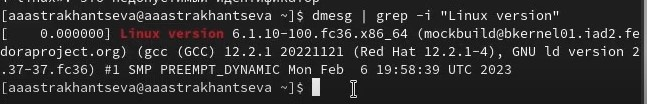 [aaastrakhantseva@aaastrakhantseva ~]$ dmesg | grep -i "Linux version"
[    0.000000] Linux version 6.1.10-100.fc36.x86_64 (mockbuild@bkernel01.iad2.fe
doraproject.org) (gcc (GCC) 12.2.1 20221121 (Red Hat 12.2.1-4), GNU ld version 2
.37-37.fc36) #1 SMP PREEMPT_DYNAMIC Mon Feb  6 19:58:39 UTC 2023
[aaastrakhantseva@aaastrakhantseva ~]$